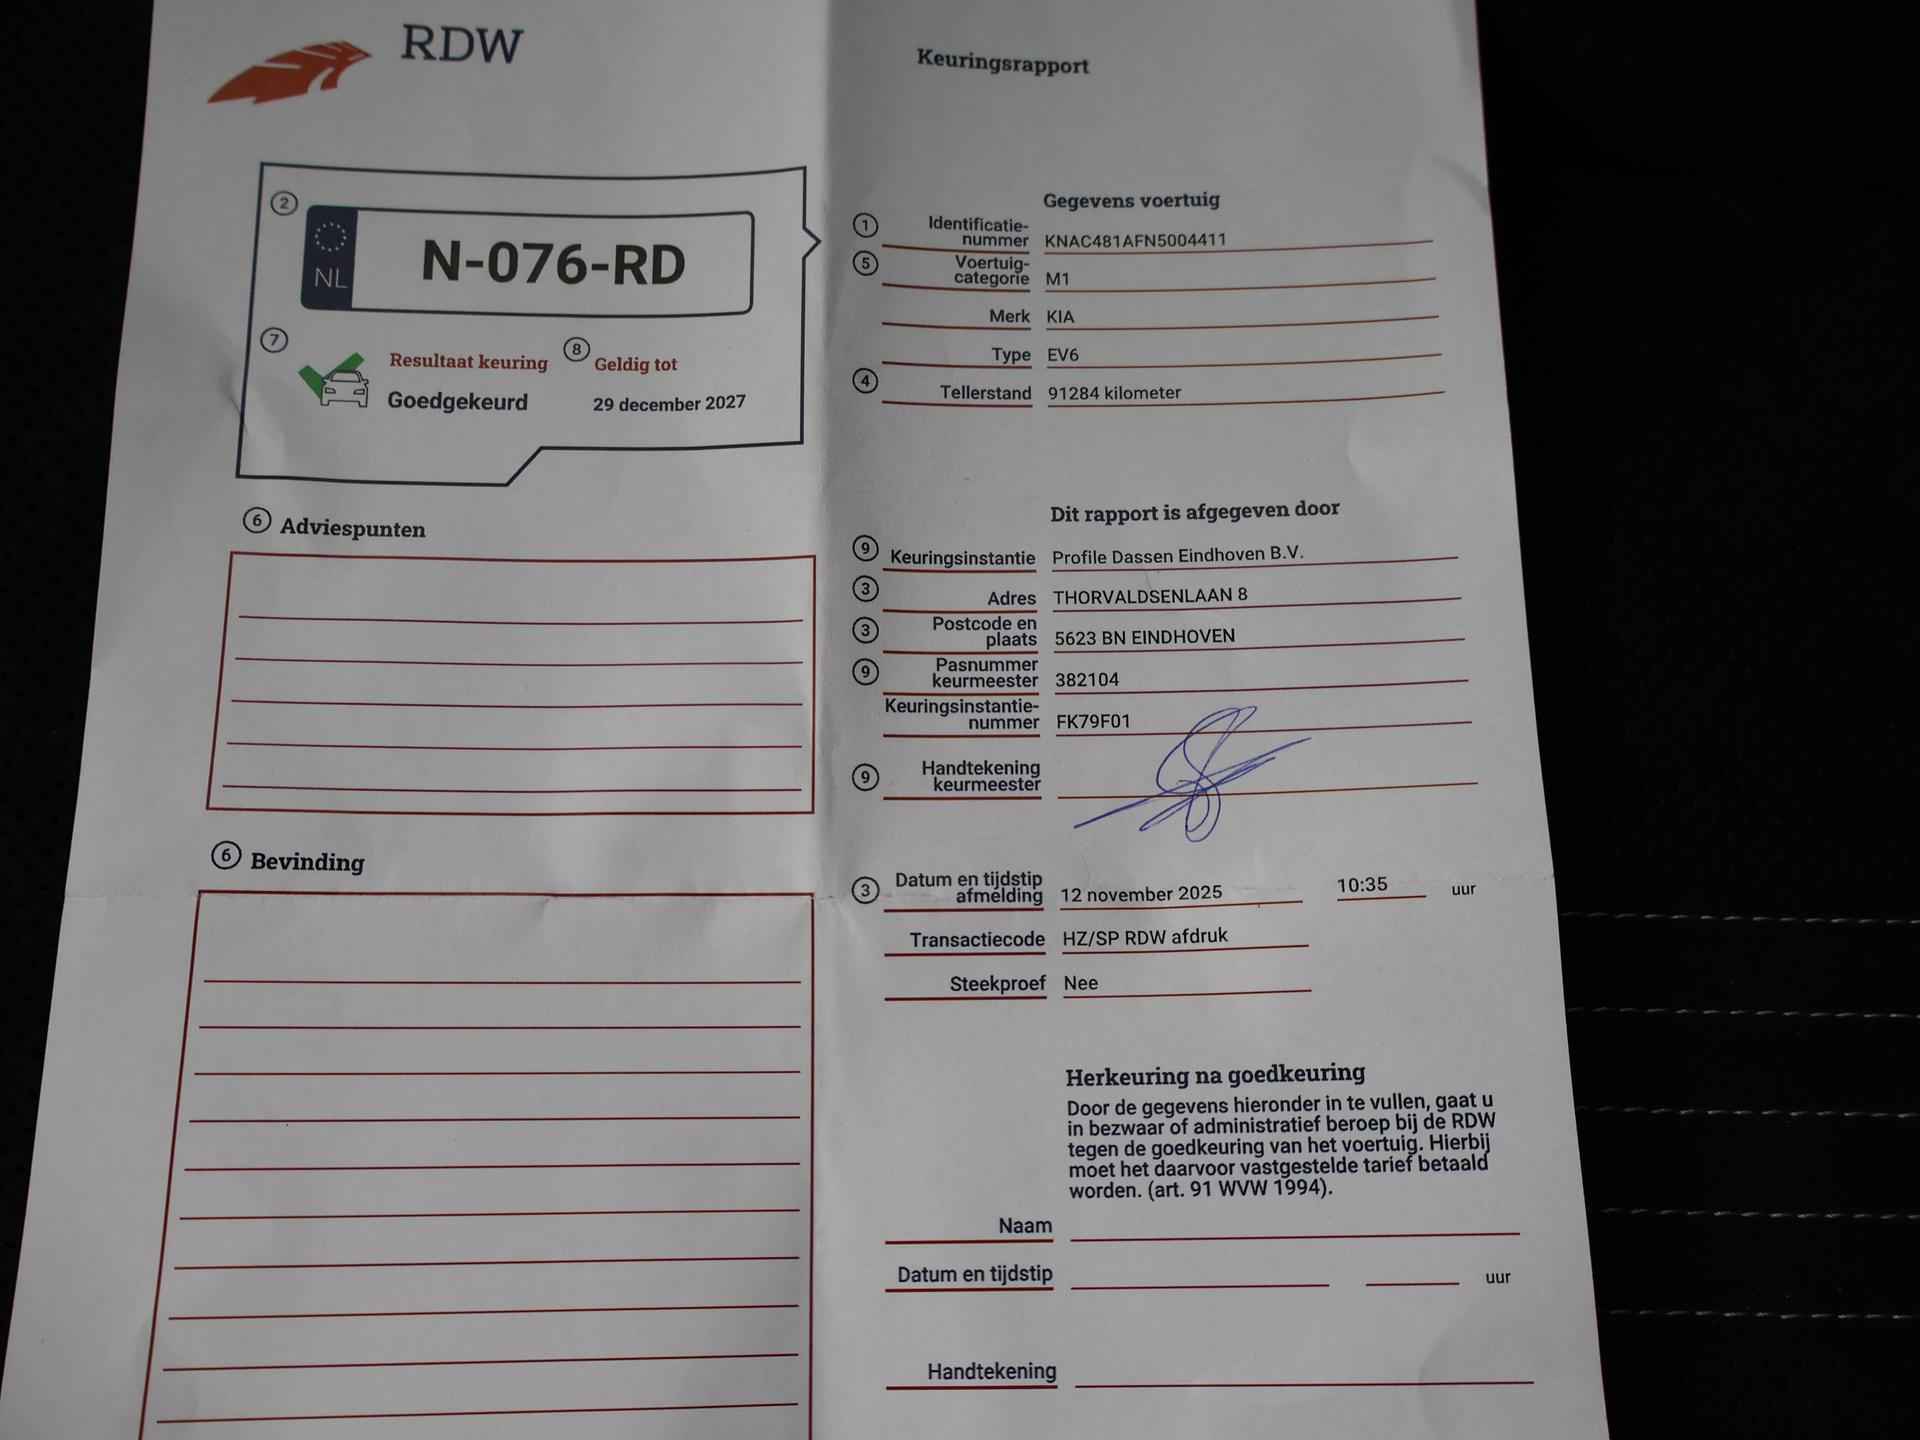 RDW
Keuringsrapport
2
NL
N-076-RD
7
Resultaat keuring
Goedgekeurd
8
Geldig tot
29 december 2027
6 Adviespunten
6 Bevinding
Gegevens voertuig
1 Identificatie-
nummer KNAC481AFN5004411
5 Voertuig-
categorie M1
Merk KIA
Type EV6
4 Tellerstand 91284 kilometer
Dit rapport is afgegeven door
9 Keuringsinstantie Profile Dassen Eindhoven B.V.
3 Adres THORVALDSENLAAN 8
3 Postcode en
plaats 5623 BN EINDHOVEN
9 Pasnummer
keurmeester 382104
Keuringsinstantie-
nummer FK79F01
9 Handtekening
keurmeester
3 Datum en tijdstip
afmelding 12 november 2025 10:35 uur
Transactiecode HZ/SP RDW afdruk
Steekproef Nee
Herkeuring na goedkeuring
Door de gegevens hieronder in te vullen, gaat u
in bezwaar of administratief beroep bij de RDW
tegen de goedkeuring van het voertuig. Hierbij
moet het daarvoor vastgestelde tarief betaald
worden. (art. 91 WVW 1994).
Naam
Datum en tijdstip uur
Handtekening